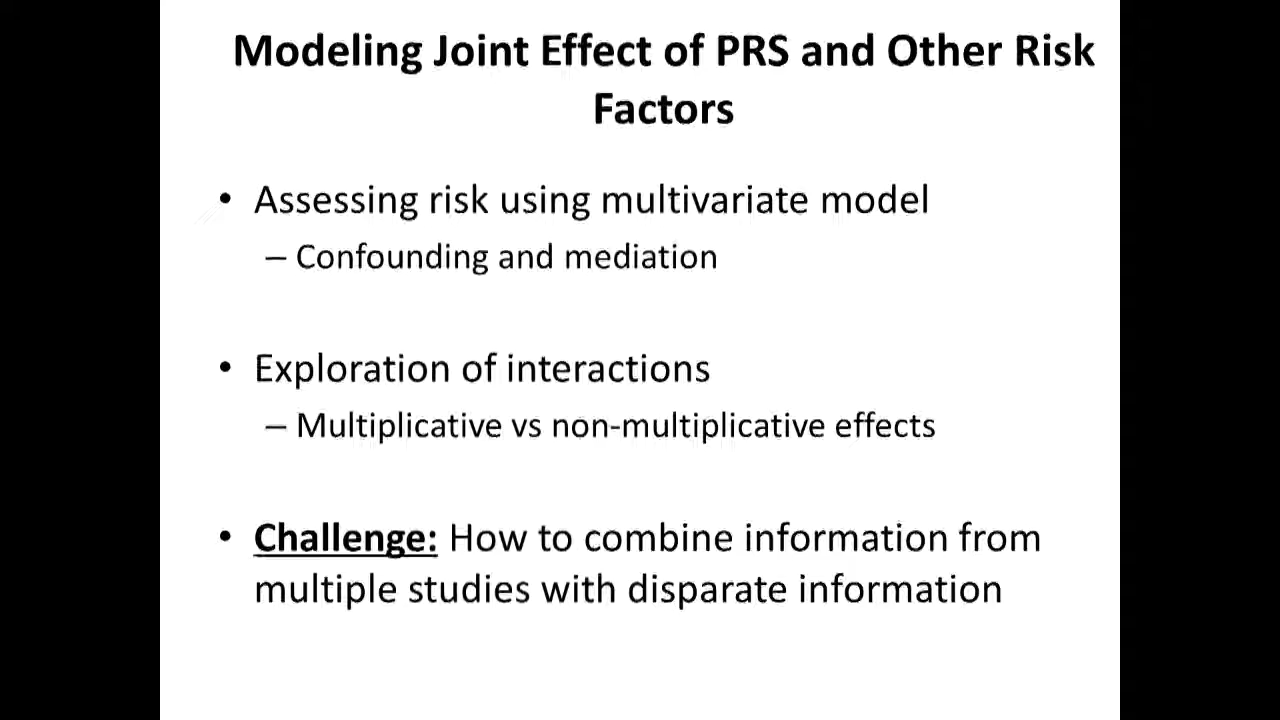 Modeling Joint Effect of PRS and Other Risk
Factors
• Assessing risk using multivariate model
– Confounding and mediation
• Exploration of interactions
– Multiplicative vs non-multiplicative effects
• Challenge: How to combine information from
multiple studies with disparate information